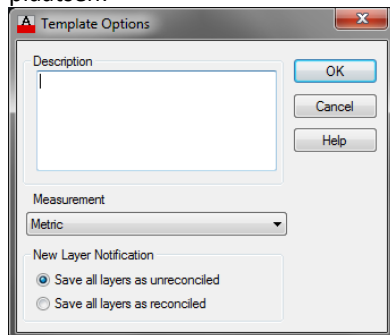 Template Options
Description
OK
Cancel
Help
Measurement
Metric
New Layer Notification
Save all layers as unreconciled
Save all layers as reconciled